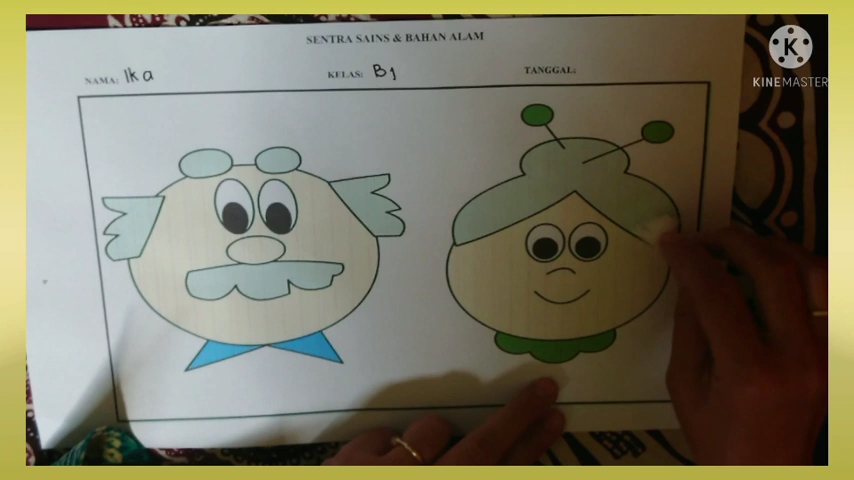 SENTRA SAINS & BAHAN ALAM
NAMA: Ika KELAS: B1 TANGGAL:
K
KINEMASTER